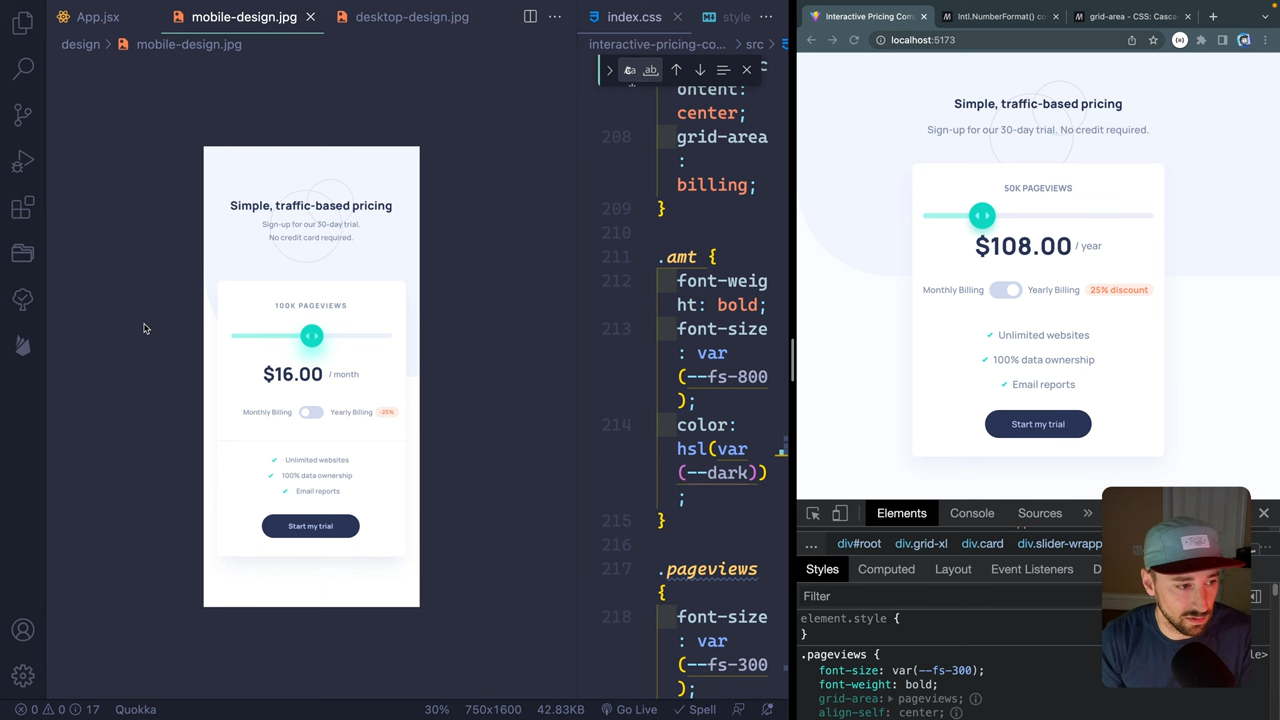 App.jsx
mobile-design.jpg
desktop-design.jpg
design
mobile-design.jpg
Simple, traffic-based pricing
Sign-up for our 30-day trial.
No credit card required.
100K PAGEVIEWS
$16.00 / month
Monthly Billing
Yearly Billing
-25%
Unlimited websites
100% data ownership
Email reports
Start my trial
index.css
style
interactive-pricing-co...
src
ontent:
center;
208
grid-area
:
billing;
209
}
210
211
.amt {
212
font-weig
ht: bold;
213
font-size
: var
(--fs-800
);
214
color:
hsl(var
(--dark))
;
215
}
216
217
.pageviews
{
218
font-size
: var
(--fs-300
);
0
0
17
Quokka
30%
750x1600
42.83KB
Go Live
Spell
Interactive Pricing Com
Intl.NumberFormat() co
grid-area - CSS: Casca
localhost:5173
Simple, traffic-based pricing
Sign-up for our 30-day trial. No credit required.
50K PAGEVIEWS
$108.00 / year
Monthly Billing
Yearly Billing
25% discount
Unlimited websites
100% data ownership
Email reports
Start my trial
Elements
Console
Sources
...
div#root
div.grid-xl
div.card
div.slider-wrapp
Styles
Computed
Layout
Event Listeners
Filter
element.style {
}
.pageviews {
font-size: var(--fs-300);
font-weight: bold;
grid-area: pageviews;
align-self: center;